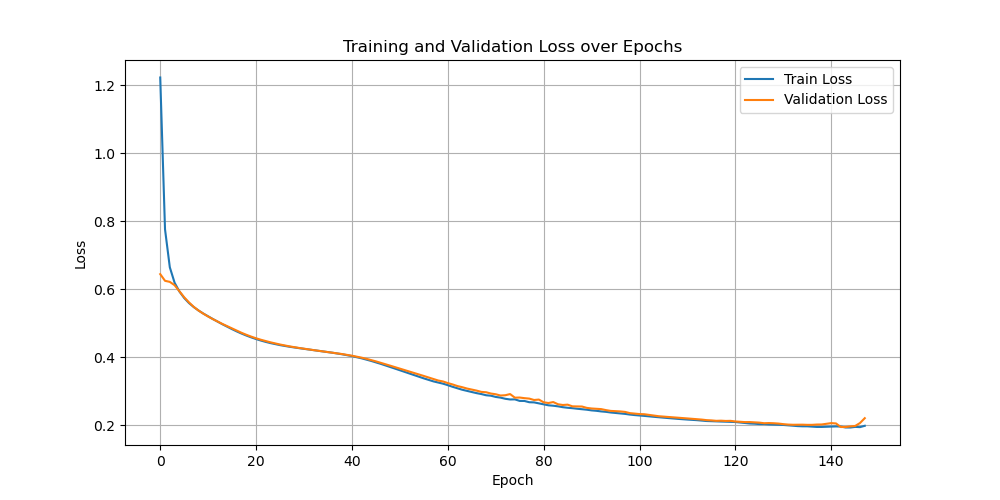 Training and Validation Loss over Epochs
Train Loss
Validation Loss
Loss
1.2
1.0
0.8
0.6
0.4
0.2
0 20 40 60 80 100 120 140
Epoch